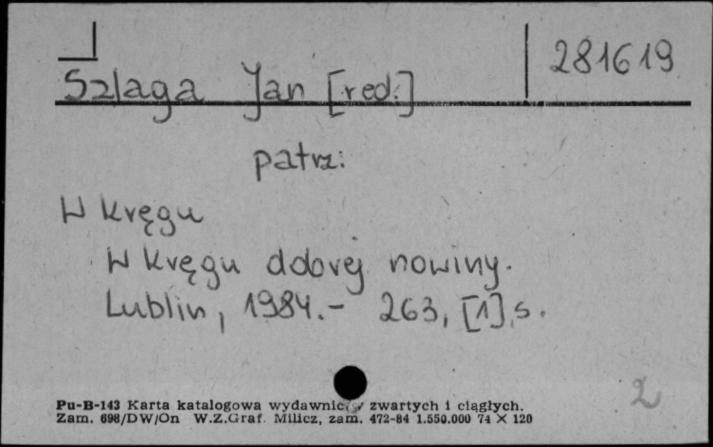 Szlaga Jan [red.] 281619
patrz:
W kręgu
W kręgu dobrej nowiny.
Lublin, 1984.- 263, [1] s.
2
Pu-B-143 Karta katalogowa wydawnictw zwartych i ciągłych.
Zam. 698/DW/On W.Z.Graf. Milicz, zam. 472-84 1.550.000 74 × 120